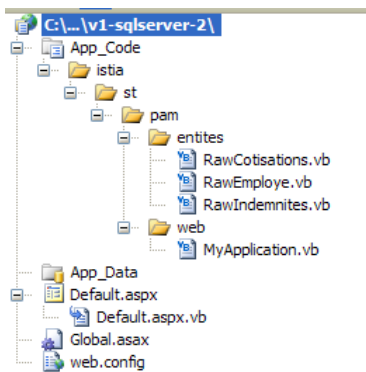 C:\...\v1-sqlserver-2\
App_Code
istia
st
pam
entites
RawCotisations.vb
RawEmploye.vb
RawIndemnites.vb
web
MyApplication.vb
App_Data
Default.aspx
Default.aspx.vb
Global.asax
web.config